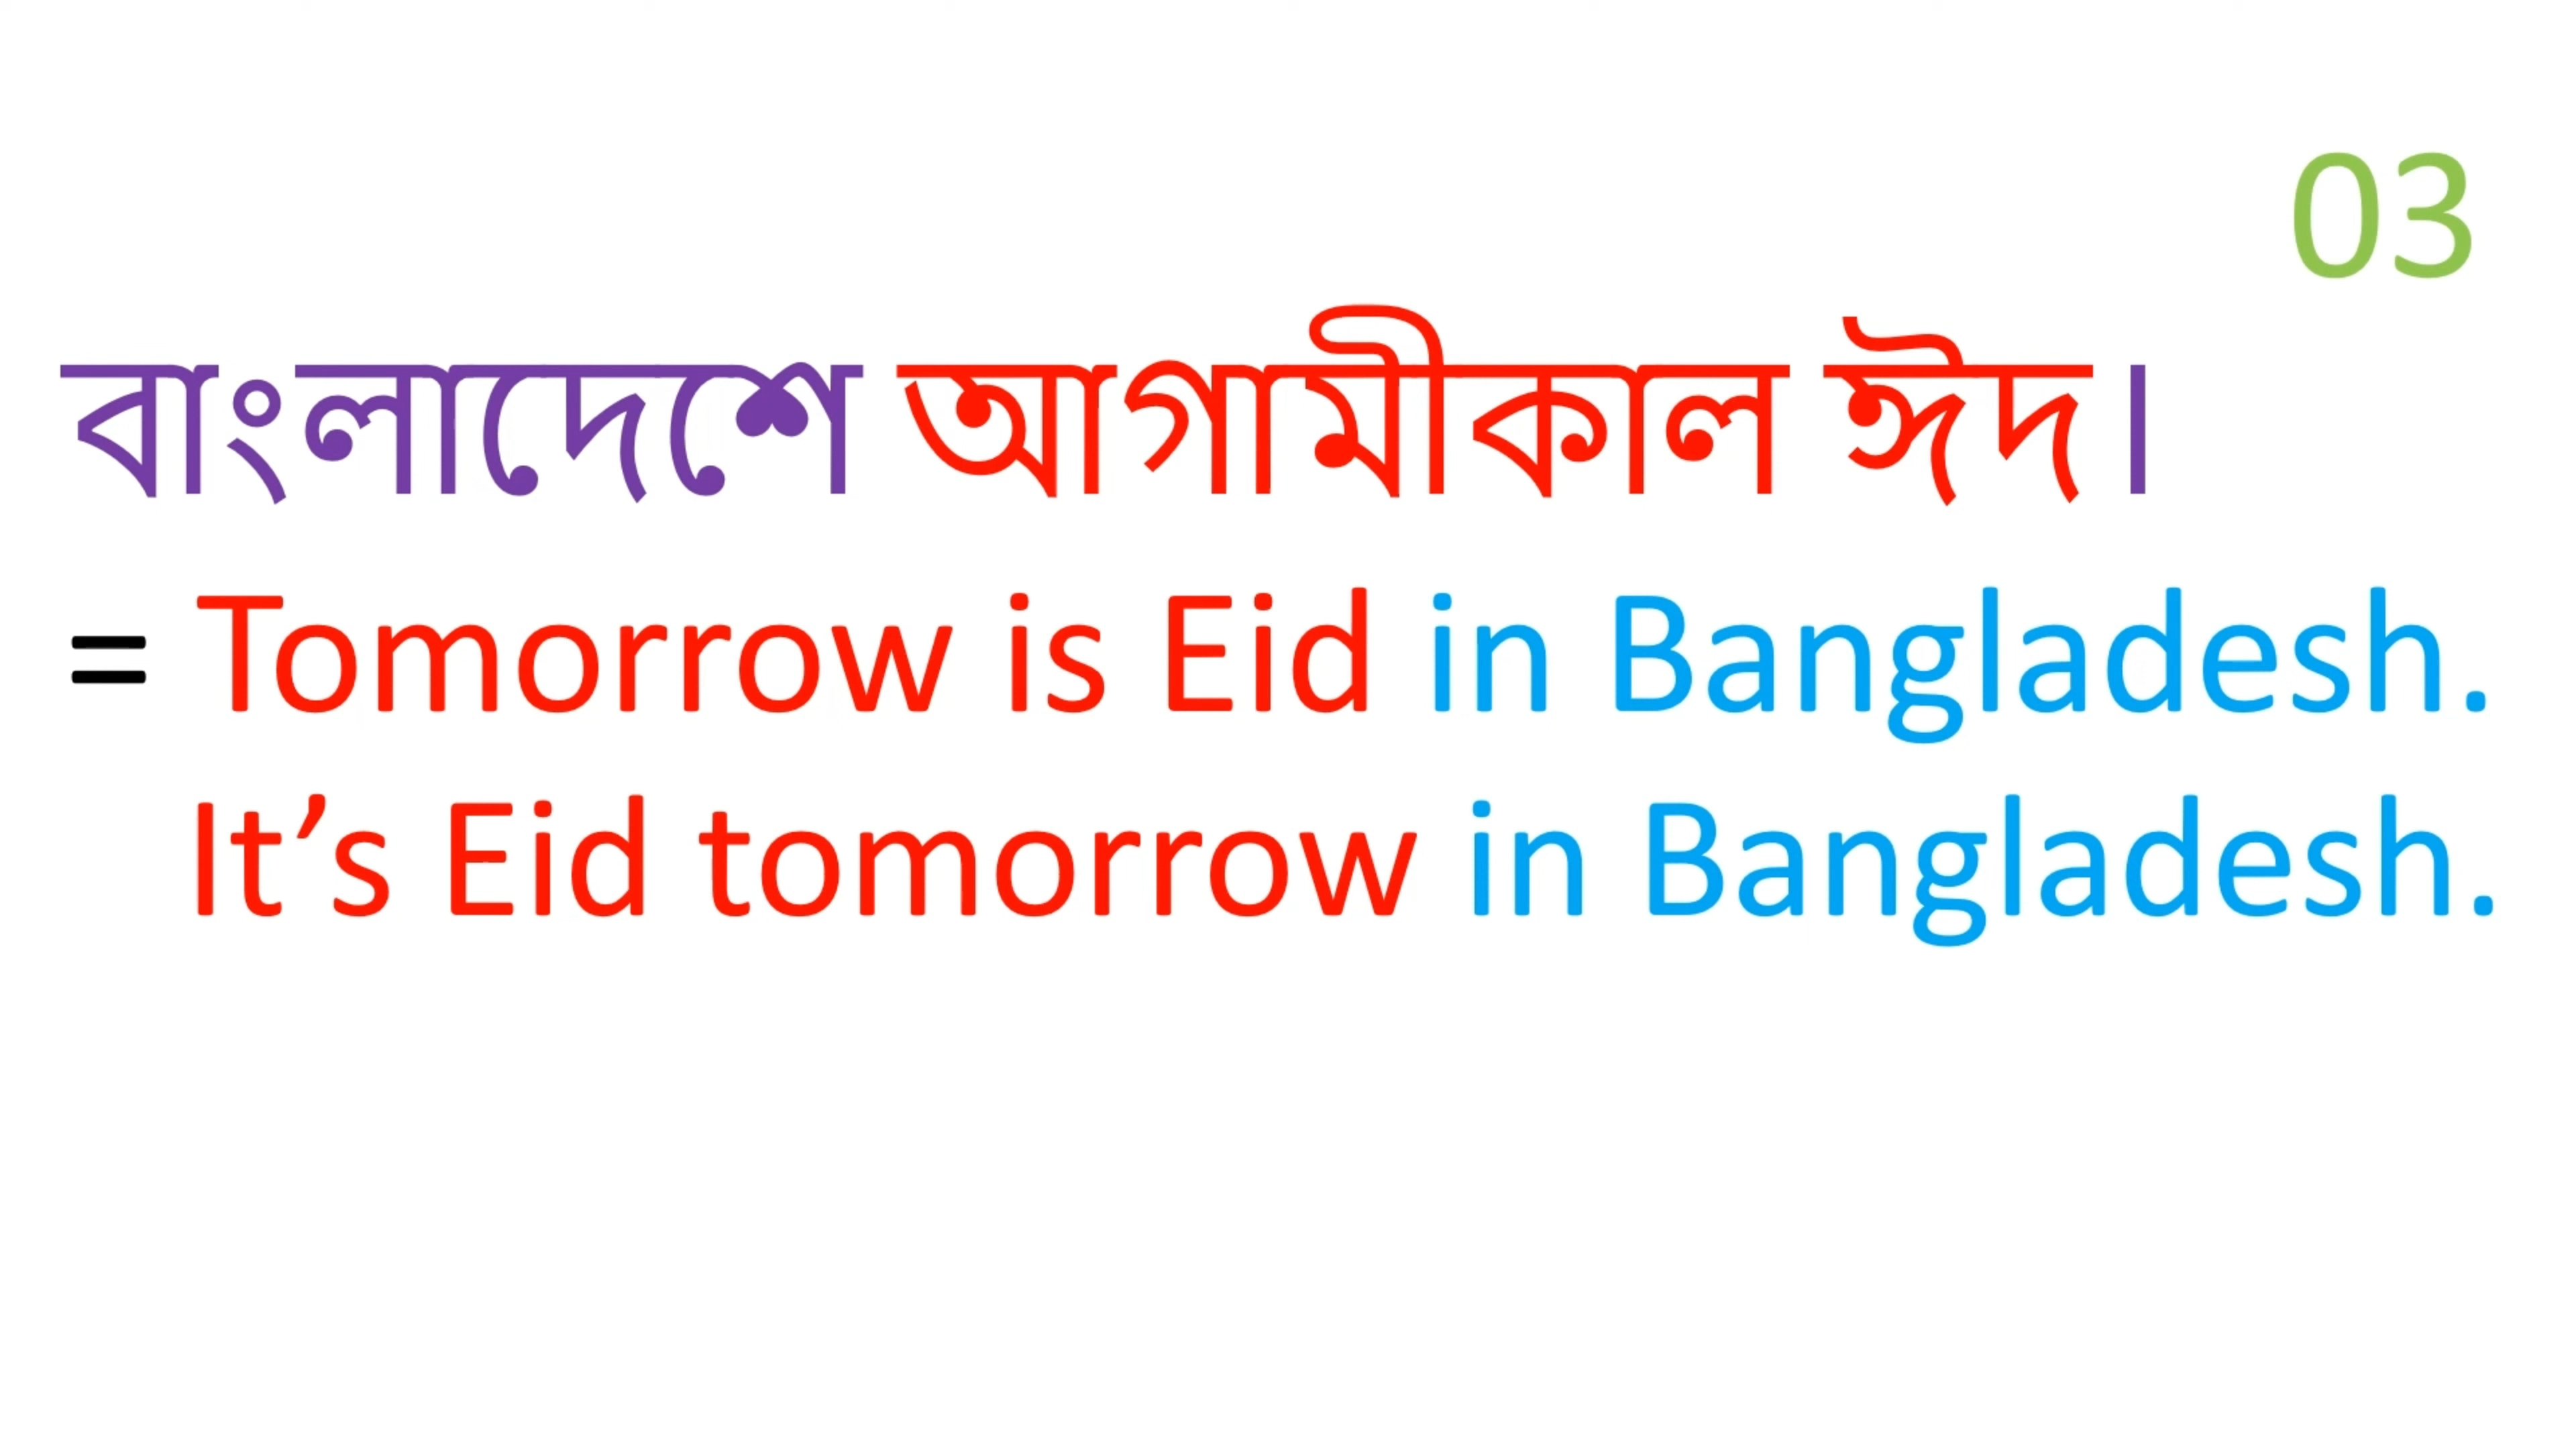 03
বাংলাদেশে আগামীকাল ঈদ।
= Tomorrow is Eid in Bangladesh.
It’s Eid tomorrow in Bangladesh.